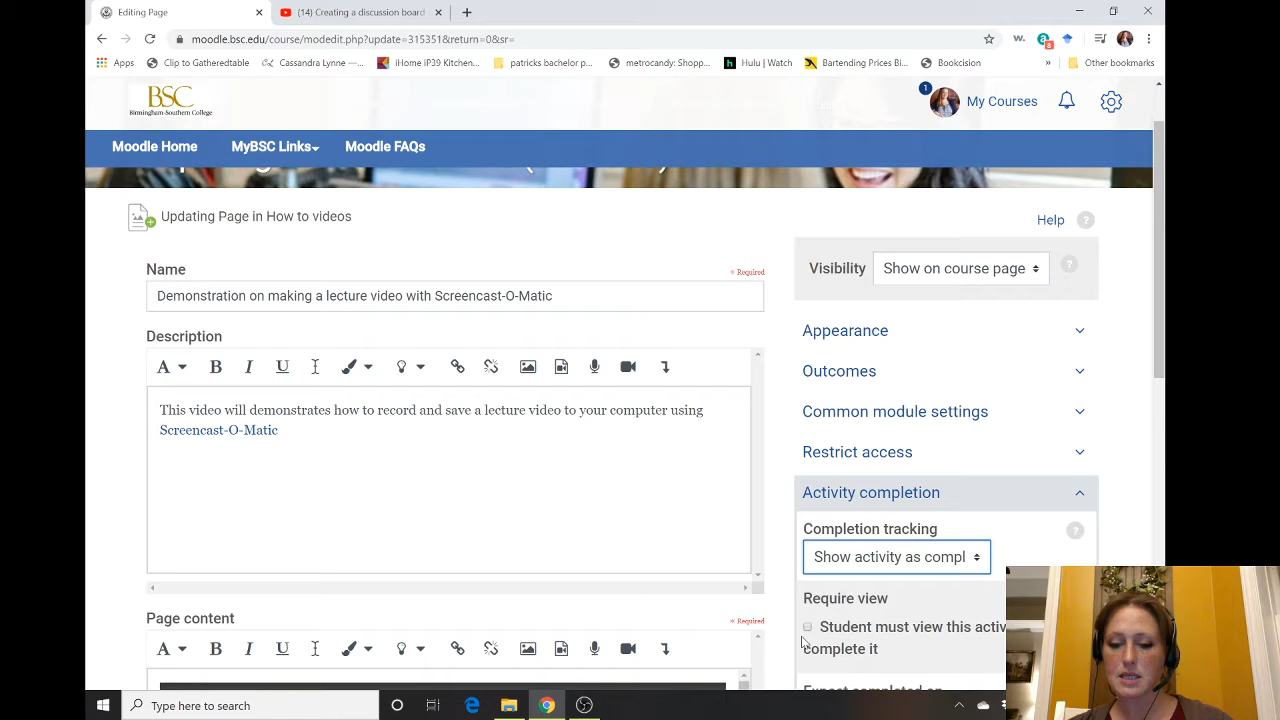 Editing Page
(14) Creating a discussion board
moodle.bsc.edu/course/modedit.php?update=315351&return=0&sr=
Apps
Clip to Gatheredtable
Cassandra Lynne —...
iHome iP39 Kitchen...
patricia bachelor p...
metrocandy: Shopp...
Hulu | Watch
Bartending Prices Bi...
Bookcision
»
Other bookmarks
BSC
Birmingham-Southern College
1
My Courses
Moodle Home
MyBSC Links
Moodle FAQs
Updating Page in How to videos
Help
Name
Required
Demonstration on making a lecture video with Screencast-O-Matic
Visibility
Show on course page
Description
This video will demonstrates how to record and save a lecture video to your computer using
Screencast-O-Matic
Page content
Required
Appearance
Outcomes
Common module settings
Restrict access
Activity completion
Completion tracking
Show activity as compl
Require view
Student must view this activ
complete it
Expect completed on
Type here to search